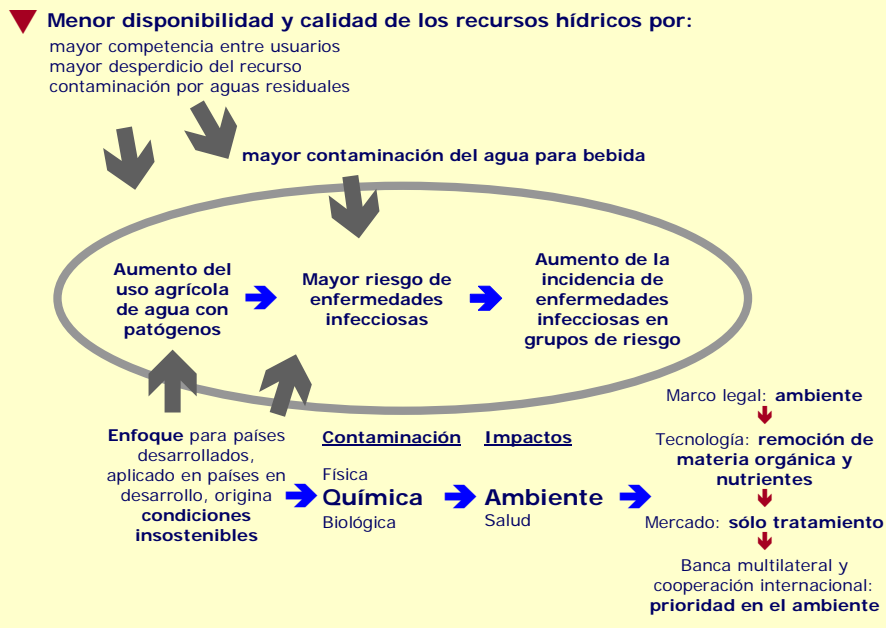 Menor disponibilidad y calidad de los recursos hídricos por:
mayor competencia entre usuarios
mayor desperdicio del recurso
contaminación por aguas residuales
mayor contaminación del agua para bebida
Aumento del
uso agrícola
de agua con
patógenos
Mayor riesgo de
enfermedades
infecciosas
Aumento de la
incidencia de
enfermedades
infecciosas en
grupos de riesgo
Enfoque para países
desarrollados,
aplicado en países en
desarrollo, origina
condiciones
insostenibles
Contaminación
Física
Química
Biológica
Impactos
Ambiente
Salud
Marco legal: ambiente
Tecnología: remoción de
materia orgánica y
nutrientes
Mercado: sólo tratamiento
Banca multilateral y
cooperación internacional:
prioridad en el ambiente